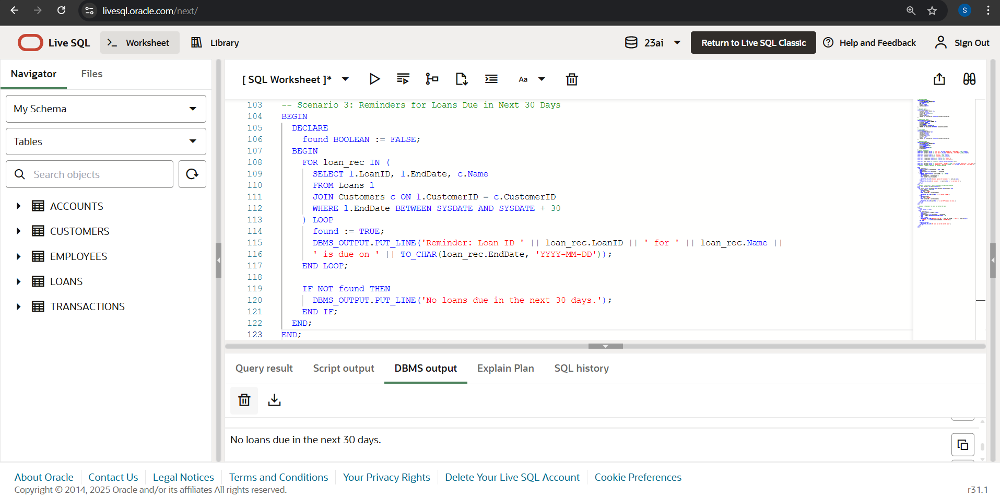 livesql.oracle.com/next/
S
Live SQL
Worksheet
Library
23ai
Return to Live SQL Classic
Help and Feedback
Sign Out
Navigator
Files
My Schema
Tables
Search objects
ACCOUNTS
CUSTOMERS
EMPLOYEES
LOANS
TRANSACTIONS
[ SQL Worksheet ]*
Aa
103 -- Scenario 3: Reminders for Loans Due in Next 30 Days
104 BEGIN
105 DECLARE
106 found BOOLEAN := FALSE;
107 BEGIN
108 FOR loan_rec IN (
109 SELECT l.LoanID, l.EndDate, c.Name
110 FROM Loans l
111 JOIN Customers c ON l.CustomerID = c.CustomerID
112 WHERE l.EndDate BETWEEN SYSDATE AND SYSDATE + 30
113 ) LOOP
114 found := TRUE;
115 DBMS_OUTPUT.PUT_LINE('Reminder: Loan ID ' || loan_rec.LoanID || ' for ' || loan_rec.Name ||
116 ' is due on ' || TO_CHAR(loan_rec.EndDate, 'YYYY-MM-DD'));
117 END LOOP;
118
119 IF NOT found THEN
120 DBMS_OUTPUT.PUT_LINE('No loans due in the next 30 days.');
121 END IF;
122 END;
123 END;
Query result
Script output
DBMS output
Explain Plan
SQL history
No loans due in the next 30 days.
About Oracle
Contact Us
Legal Notices
Terms and Conditions
Your Privacy Rights
Delete Your Live SQL Account
Cookie Preferences
Copyright © 2014, 2025 Oracle and/or its affiliates All rights reserved.
r31.1